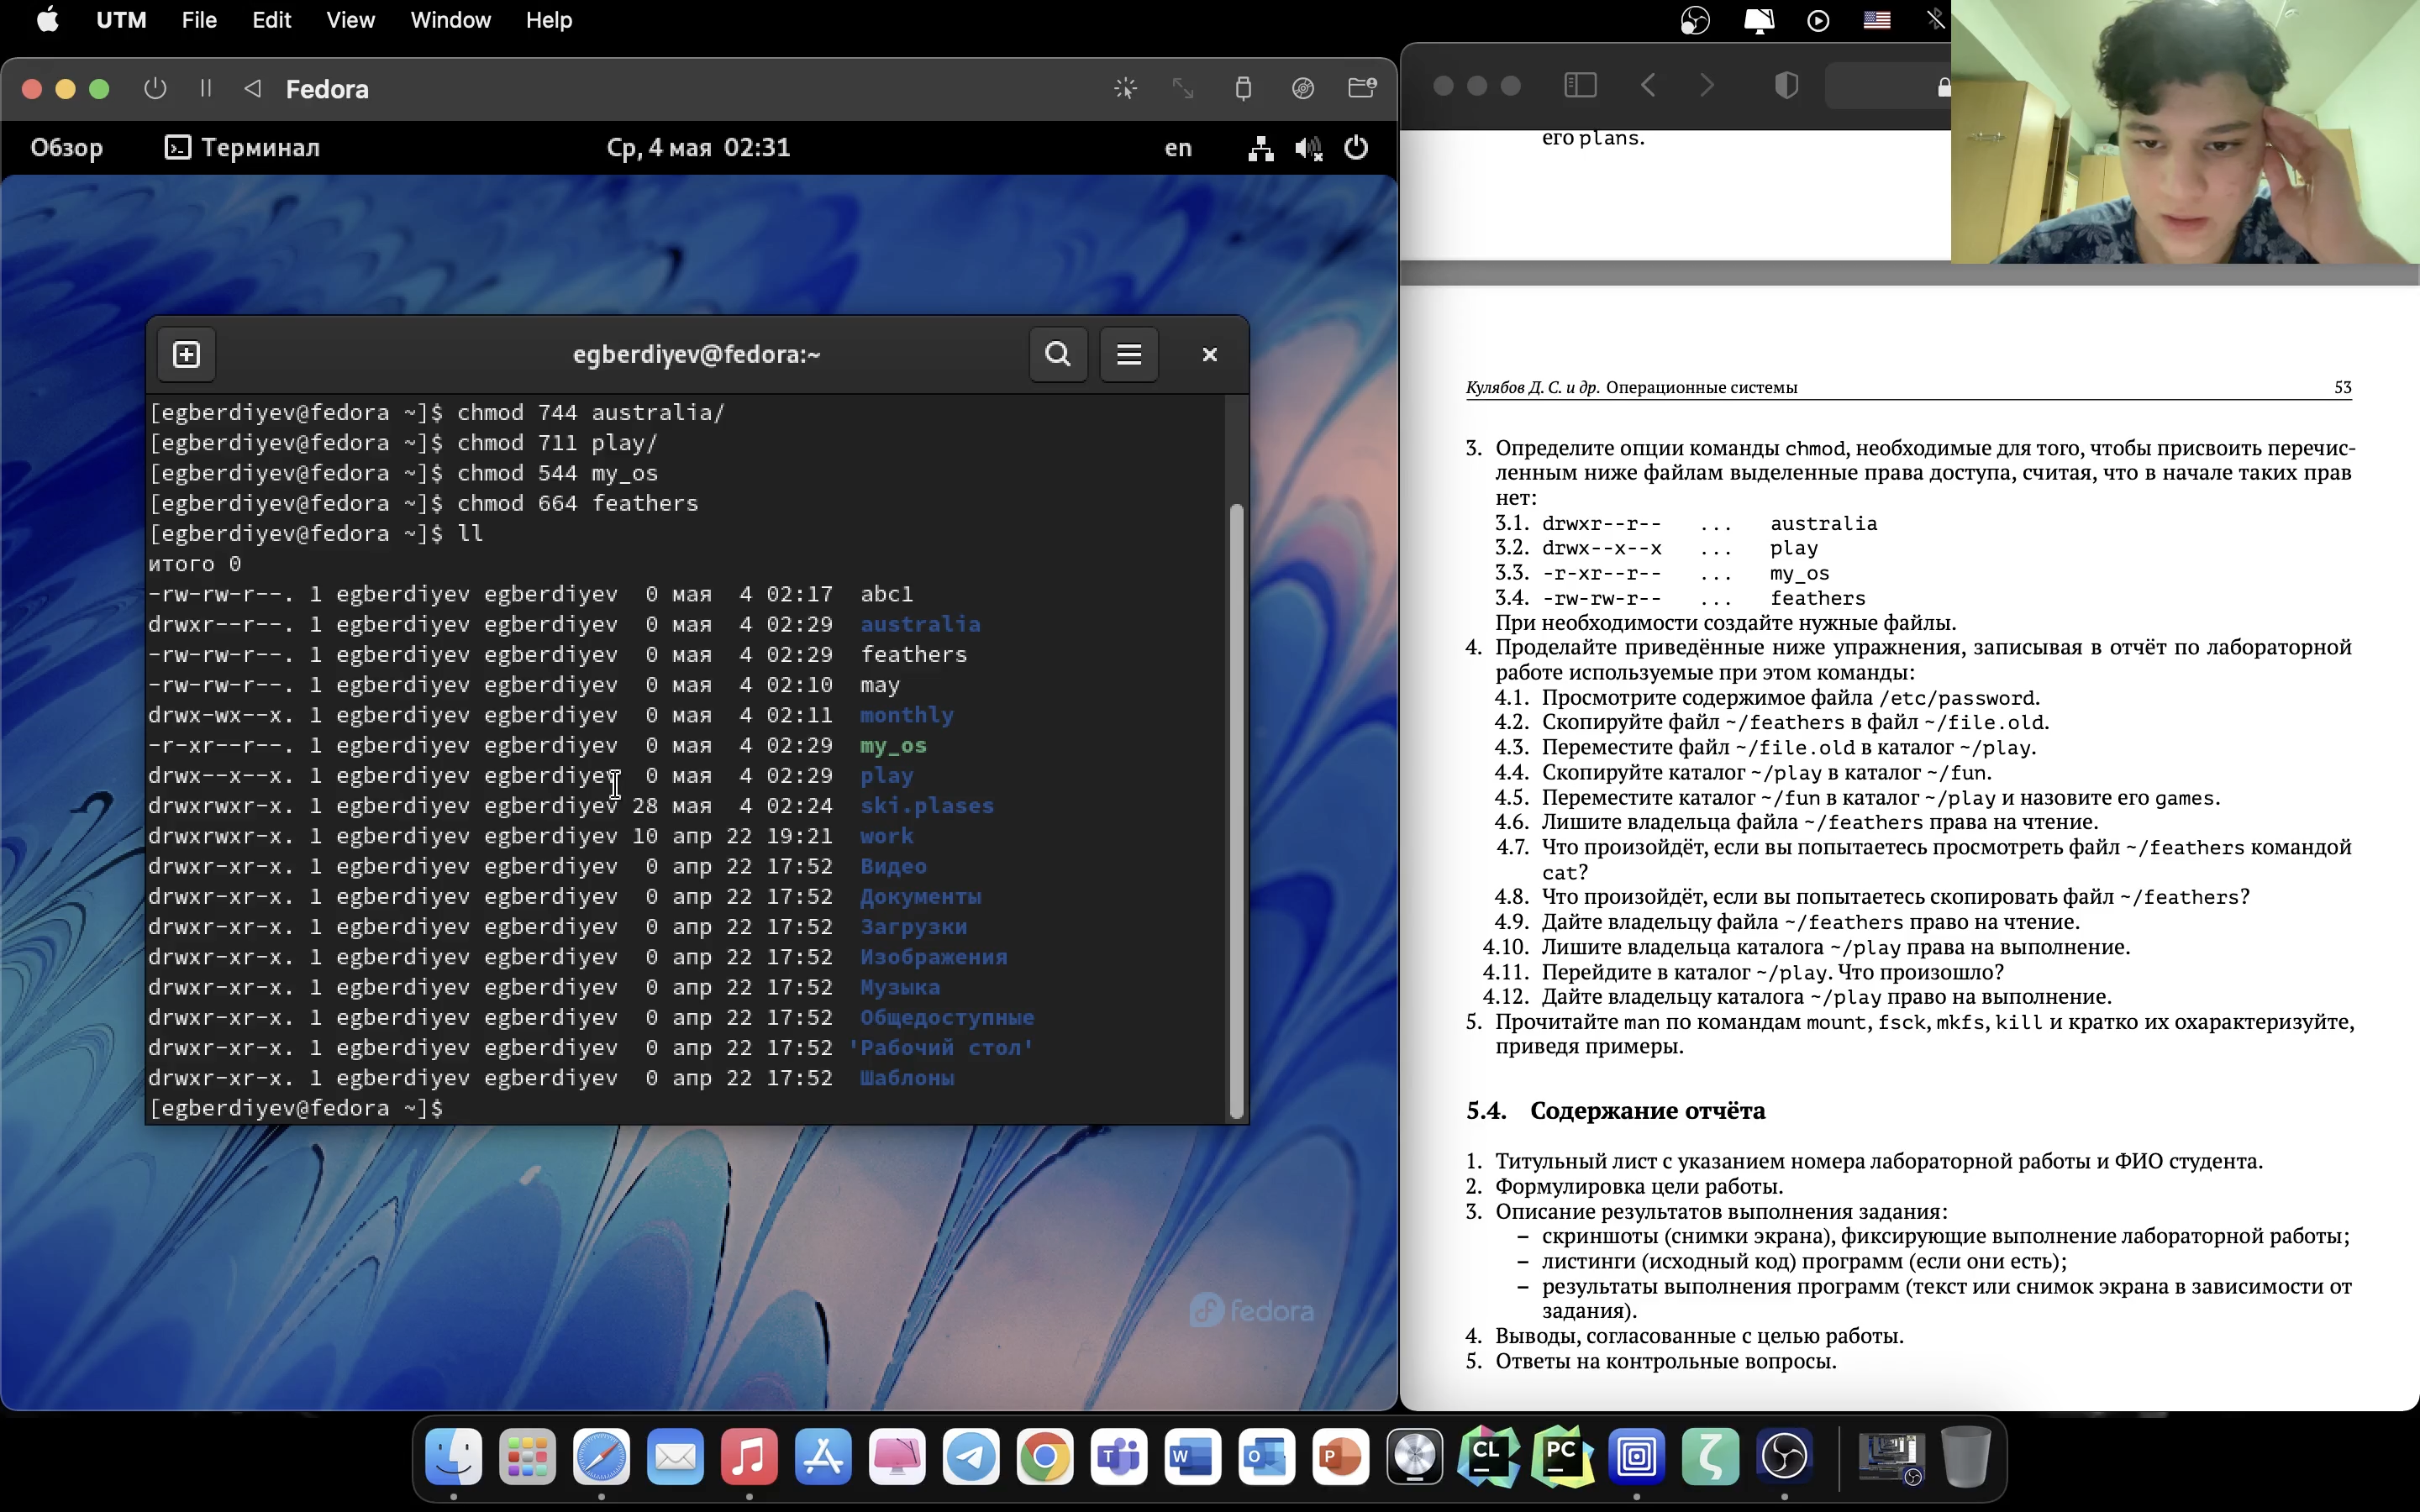 UTM File Edit View Window Help
Fedora
Обзор Терминал Ср, 4 мая 02:31 en
egberdiyev@fedora:~
[egberdiyev@fedora ~]$ chmod 744 australia/
[egberdiyev@fedora ~]$ chmod 711 play/
[egberdiyev@fedora ~]$ chmod 544 my_os
[egberdiyev@fedora ~]$ chmod 664 feathers
[egberdiyev@fedora ~]$ ll
итого 0
-rw-rw-r--. 1 egberdiyev egberdiyev 0 мая 4 02:17 abc1
drwxr--r--. 1 egberdiyev egberdiyev 0 мая 4 02:29 australia
-rw-rw-r--. 1 egberdiyev egberdiyev 0 мая 4 02:29 feathers
-rw-rw-r--. 1 egberdiyev egberdiyev 0 мая 4 02:10 may
drwx-wx--x. 1 egberdiyev egberdiyev 0 мая 4 02:11 monthly
-r-xr--r--. 1 egberdiyev egberdiyev 0 мая 4 02:29 my_os
drwx--x--x. 1 egberdiyev egberdiyev 0 мая 4 02:29 play
drwxrwxr-x. 1 egberdiyev egberdiyev 28 мая 4 02:24 ski.plases
drwxrwxr-x. 1 egberdiyev egberdiyev 10 апр 22 19:21 work
drwxr-xr-x. 1 egberdiyev egberdiyev 0 апр 22 17:52 Видео
drwxr-xr-x. 1 egberdiyev egberdiyev 0 апр 22 17:52 Документы
drwxr-xr-x. 1 egberdiyev egberdiyev 0 апр 22 17:52 Загрузки
drwxr-xr-x. 1 egberdiyev egberdiyev 0 апр 22 17:52 Изображения
drwxr-xr-x. 1 egberdiyev egberdiyev 0 апр 22 17:52 Музыка
drwxr-xr-x. 1 egberdiyev egberdiyev 0 апр 22 17:52 Общедоступные
drwxr-xr-x. 1 egberdiyev egberdiyev 0 апр 22 17:52 'Рабочий стол'
drwxr-xr-x. 1 egberdiyev egberdiyev 0 апр 22 17:52 Шаблоны
[egberdiyev@fedora ~]$
fedora
его plans.
Кулябов Д. С. и др. Операционные системы 53
3. Определите опции команды chmod, необходимые для того, чтобы присвоить перечис-
ленным ниже файлам выделенные права доступа, считая, что в начале таких прав
нет:
3.1. drwxr--r-- ... australia
3.2. drwx--x--x ... play
3.3. -r-xr--r-- ... my_os
3.4. -rw-rw-r-- ... feathers
При необходимости создайте нужные файлы.
4. Проделайте приведённые ниже упражнения, записывая в отчёт по лабораторной
работе используемые при этом команды:
4.1. Просмотрите содержимое файла /etc/password.
4.2. Скопируйте файл ~/feathers в файл ~/file.old.
4.3. Переместите файл ~/file.old в каталог ~/play.
4.4. Скопируйте каталог ~/play в каталог ~/fun.
4.5. Переместите каталог ~/fun в каталог ~/play и назовите его games.
4.6. Лишите владельца файла ~/feathers права на чтение.
4.7. Что произойдёт, если вы попытаетесь просмотреть файл ~/feathers командой
cat?
4.8. Что произойдёт, если вы попытаетесь скопировать файл ~/feathers?
4.9. Дайте владельцу файла ~/feathers право на чтение.
4.10. Лишите владельца каталога ~/play права на выполнение.
4.11. Перейдите в каталог ~/play. Что произошло?
4.12. Дайте владельцу каталога ~/play право на выполнение.
5. Прочитайте man по командам mount, fsck, mkfs, kill и кратко их охарактеризуйте,
приведя примеры.
5.4. Содержание отчёта
1. Титульный лист с указанием номера лабораторной работы и ФИО студента.
2. Формулировка цели работы.
3. Описание результатов выполнения задания:
– скриншоты (снимки экрана), фиксирующие выполнение лабораторной работы;
– листинги (исходный код) программ (если они есть);
– результаты выполнения программ (текст или снимок экрана в зависимости от
задания).
4. Выводы, согласованные с целью работы.
5. Ответы на контрольные вопросы.
CL PC